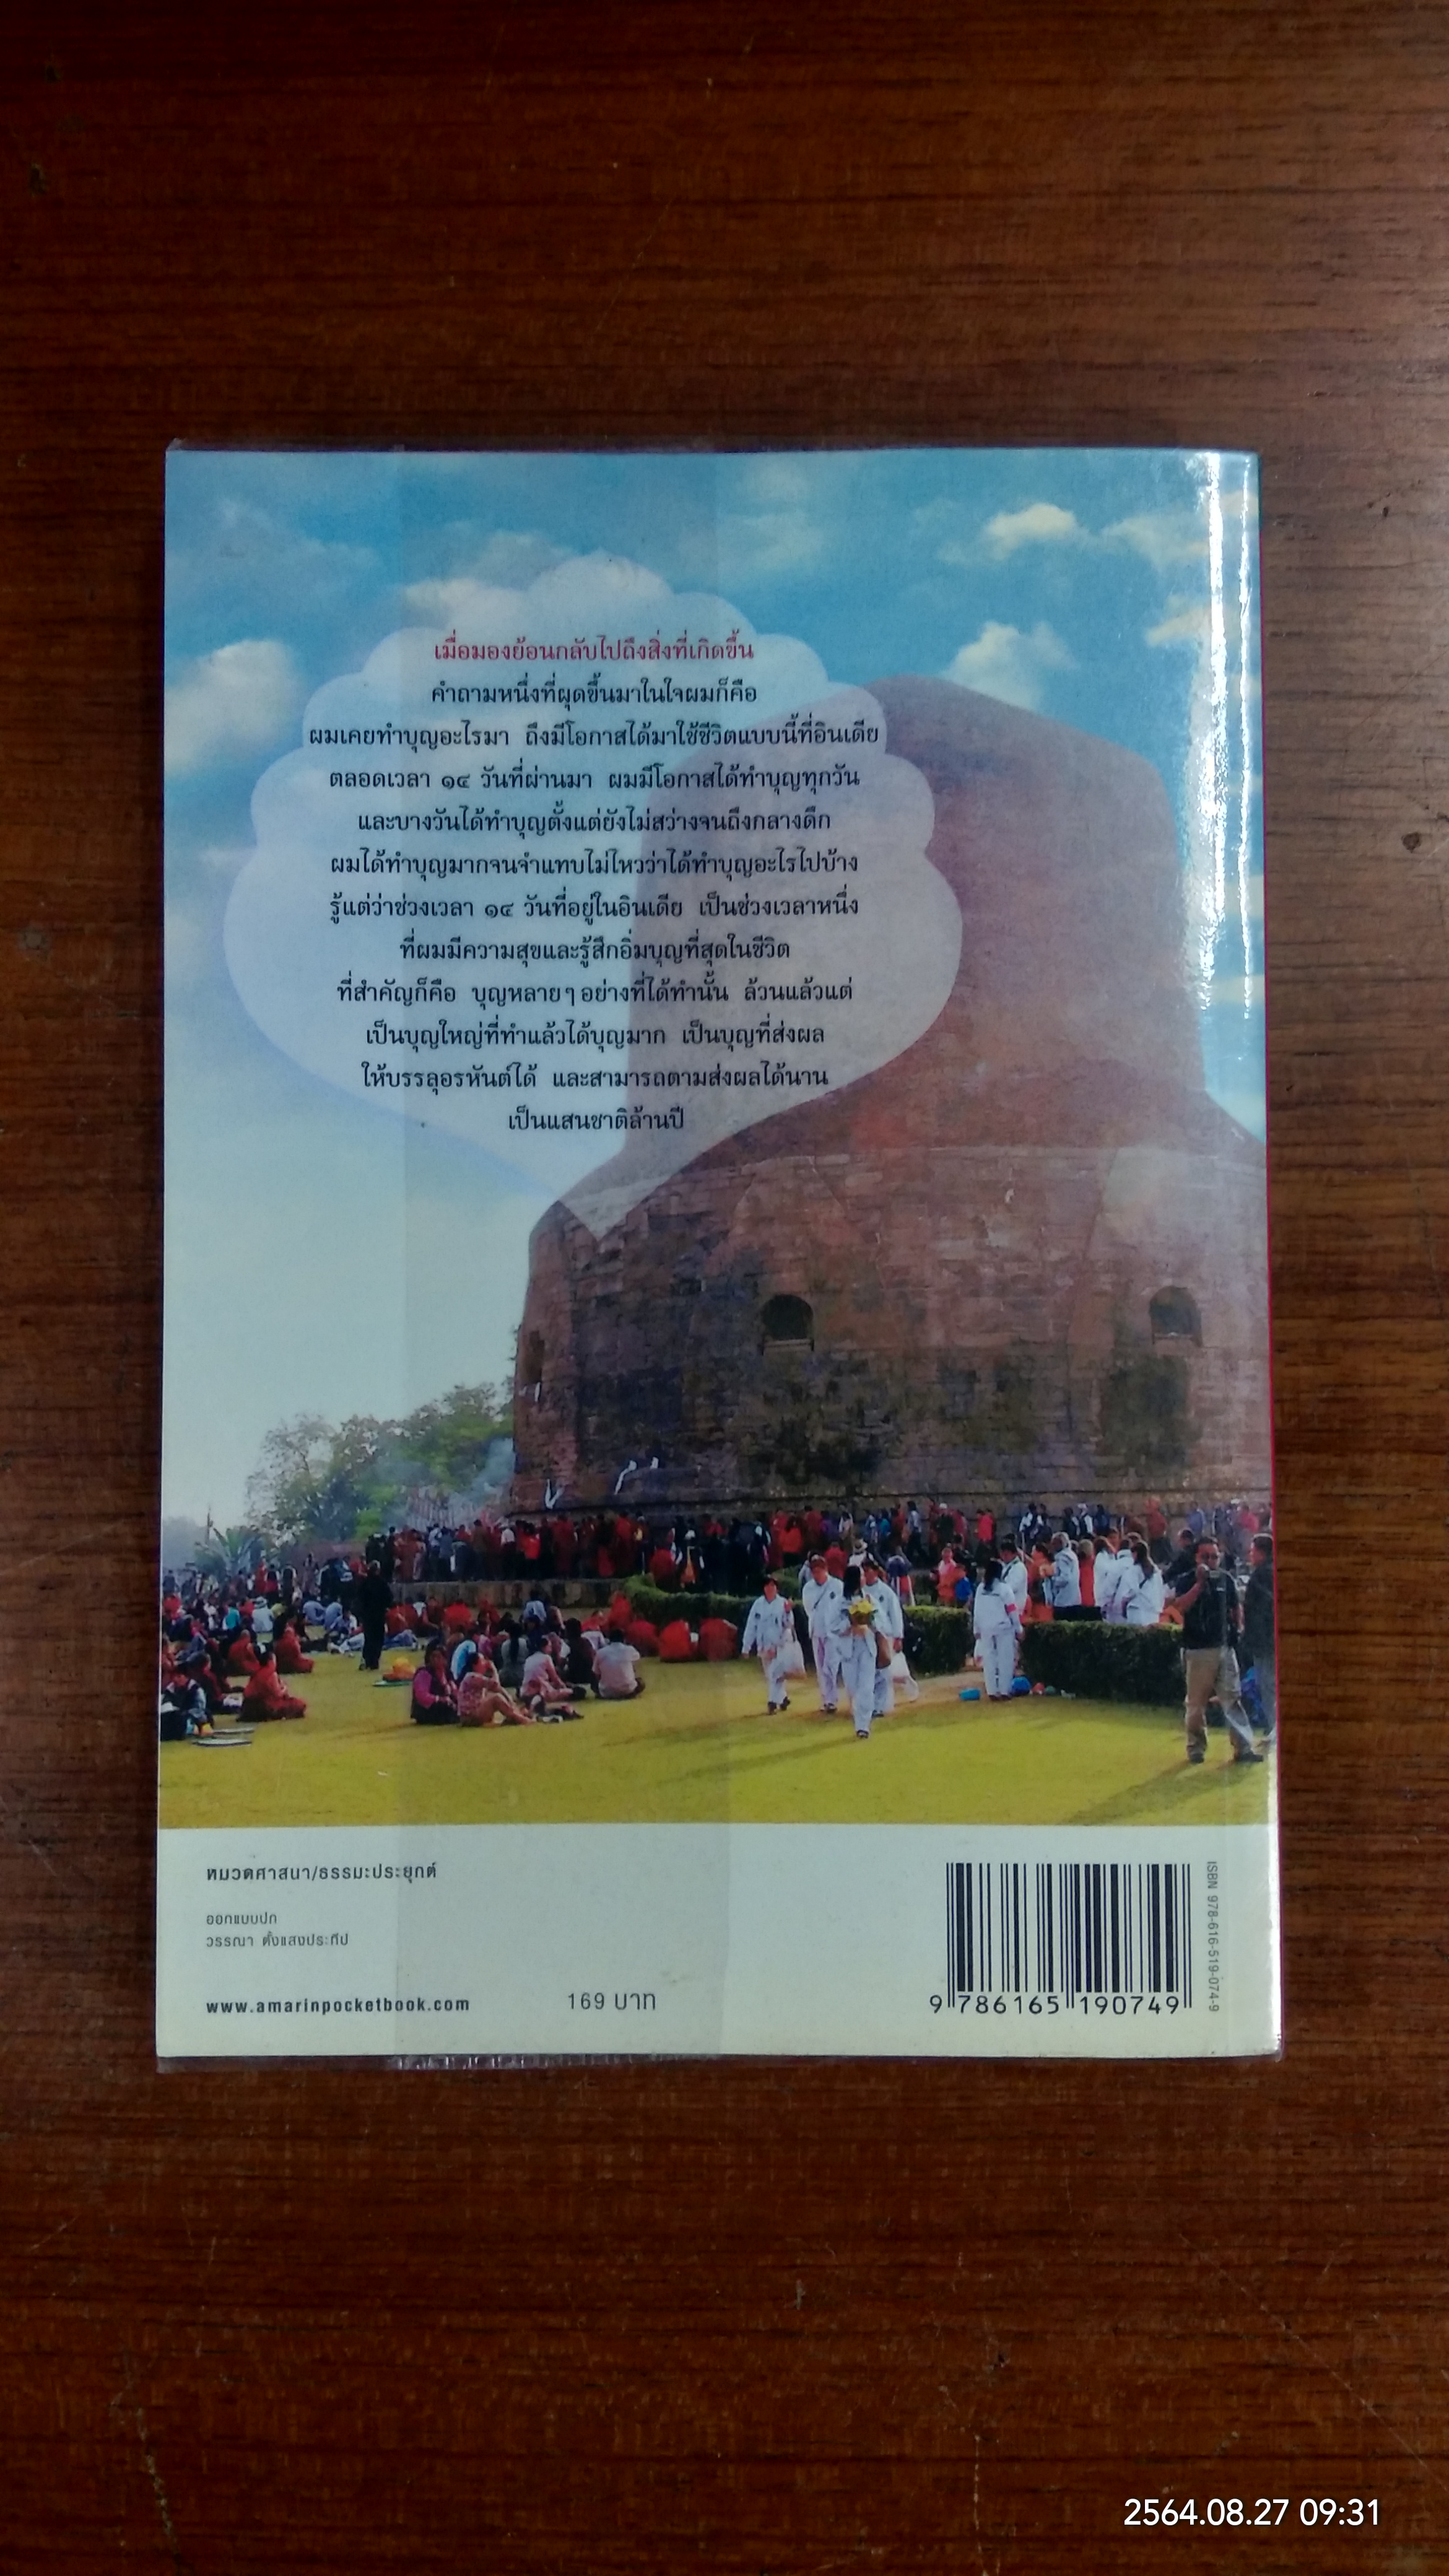 เมื่อมองย้อนกลับไปถึงสิ่งที่เกิดขึ้น
คำถามหนึ่งที่ผุดขึ้นมาในใจผมก็คือ
ผมเคยทำบุญอะไรมา ถึงมีโอกาสได้มาใช้ชีวิตแบบนี้ที่อินเดีย
ตลอดเวลา ๑๔ วันที่ผ่านมา ผมมีโอกาสได้ทำบุญทุกวัน
และบางวันได้ทำบุญตั้งแต่ยังไม่สว่างจนถึงกลางดึก
ผมได้ทำบุญมากจนจำแทบไม่ไหวว่าได้ทำบุญอะไรไปบ้าง
รู้แต่ว่าช่วงเวลา ๑๔ วันที่อยู่ในอินเดีย เป็นช่วงเวลาหนึ่ง
ที่ผมมีความสุขและรู้สึกอิ่มบุญที่สุดในชีวิต
ที่สำคัญก็คือ บุญหลายๆ อย่างที่ได้ทำนั้น ล้วนแล้วแต่
เป็นบุญใหญ่ที่ทำแล้วได้บุญมาก เป็นบุญที่ส่งผล
ให้บรรลุอรหันต์ได้ และสามารถตามส่งผลได้นาน
เป็นแสนชาติล้านปี
หมวดศาสนา/ธรรมะประยุกต์
ออกแบบปก
วรรณา ตั้งแสงประทีป
www.amarinpocketbook.com
169 บาท
ISBN 978-616-519-074-9
9 786165 190749
2564.08.27 09:31